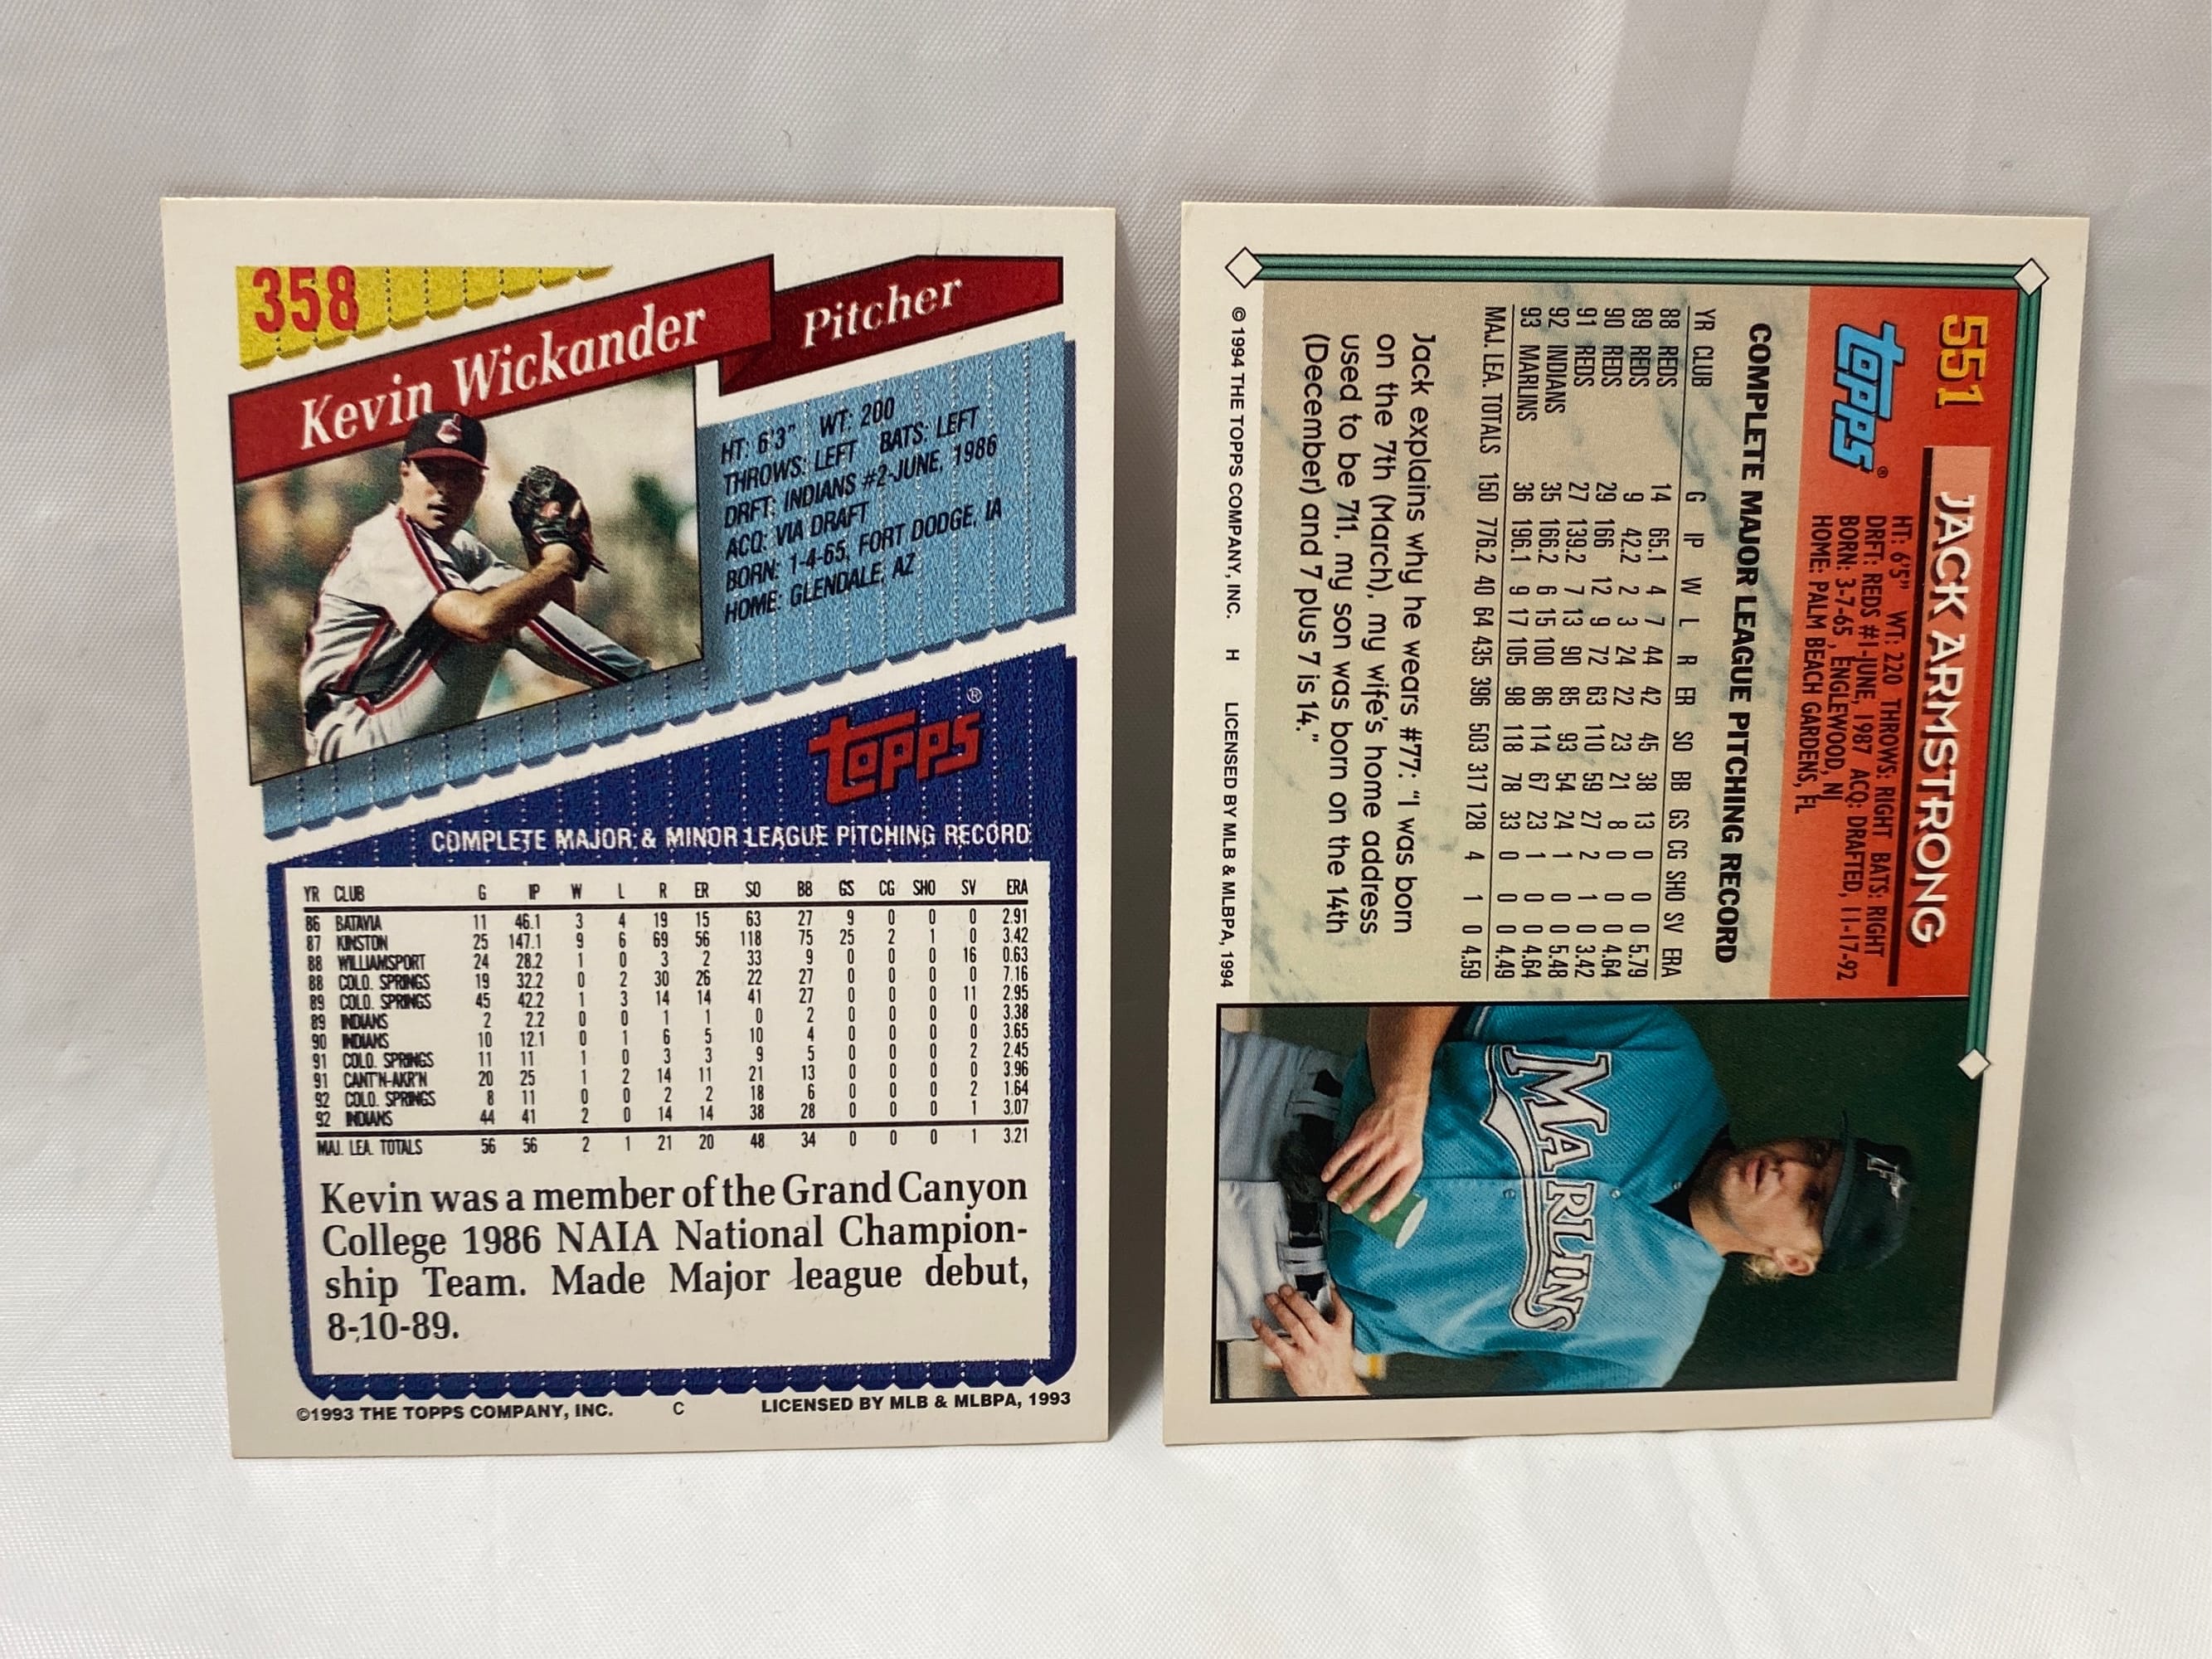 358
Kevin Wickander
Pitcher
HT: 6'3" WT: 200
THROWS: LEFT BATS: LEFT
DRFT: INDIANS #2-JUNE, 1986
ACQ: VIA DRAFT
BORN: 1-4-65, FORT DODGE, IA
HOME: GLENDALE, AZ
topps®
COMPLETE MAJOR & MINOR LEAGUE PITCHING RECORD
YR CLUB G IP W L R ER SO BB GS CG SHO SV ERA
86 BATAVIA 11 46.1 3 4 19 15 63 27 9 0 0 0 2.91
87 KINSTON 25 147.1 9 6 69 56 118 75 25 2 1 0 3.42
88 WILLIAMSPORT 24 28.2 1 0 3 2 33 9 0 0 0 16 0.63
88 COLO. SPRINGS 19 32.2 0 2 30 26 22 27 0 0 0 0 7.16
89 COLO. SPRINGS 45 42.2 1 3 14 14 41 27 0 0 0 11 2.95
89 INDIANS 2 2.2 0 0 1 1 0 2 0 0 0 0 3.38
90 INDIANS 10 12.1 0 1 6 5 10 4 0 0 0 0 3.65
91 COLO. SPRINGS 11 11 1 0 3 3 9 5 0 0 0 2 2.45
91 CANT'N-AKR'N 20 25 1 2 14 11 21 13 0 0 0 0 3.96
92 COLO. SPRINGS 8 11 0 0 2 2 18 6 0 0 0 2 1.64
92 INDIANS 44 41 2 0 14 14 38 28 0 0 0 1 3.07
MAJ. LEA. TOTALS 56 56 2 1 21 20 48 34 0 0 0 1 3.21
Kevin was a member of the Grand Canyon
College 1986 NAIA National Champion-
ship Team. Made Major league debut,
8-10-89.
©1993 THE TOPPS COMPANY, INC. C LICENSED BY MLB & MLBPA, 1993
551
JACK ARMSTRONG
topps®
HT: 6'5" WT: 220 THROWS: RIGHT BATS: RIGHT
DRFT: REDS #1-JUNE, 1987 ACQ: DRAFTED, 11-17-92
BORN: 3-7-65, ENGLEWOOD, NJ
HOME: PALM BEACH GARDENS, FL
COMPLETE MAJOR LEAGUE PITCHING RECORD
YR CLUB G IP W L R ER SO BB GS CG SHO SV ERA
88 REDS 14 65.1 4 7 44 42 45 38 13 0 0 0 5.79
89 REDS 9 42.2 2 3 24 22 23 21 8 0 0 0 4.64
90 REDS 29 166 12 9 72 63 110 59 27 2 1 0 3.42
91 REDS 27 139.2 7 13 90 85 93 54 24 1 0 0 5.48
92 INDIANS 35 166.2 6 15 100 86 114 67 23 1 0 0 4.64
93 MARLINS 36 196.1 9 17 105 98 118 78 33 0 0 0 4.49
MAJ. LEA. TOTALS 150 776.2 40 64 435 396 503 317 128 4 1 0 4.59
Jack explains why he wears #77: "I was born
on the 7th (March), my wife's home address
used to be 711, my son was born on the 14th
(December) and 7 plus 7 is 14."
© 1994 THE TOPPS COMPANY, INC. H LICENSED BY MLB & MLBPA, 1994
MARLINS
F